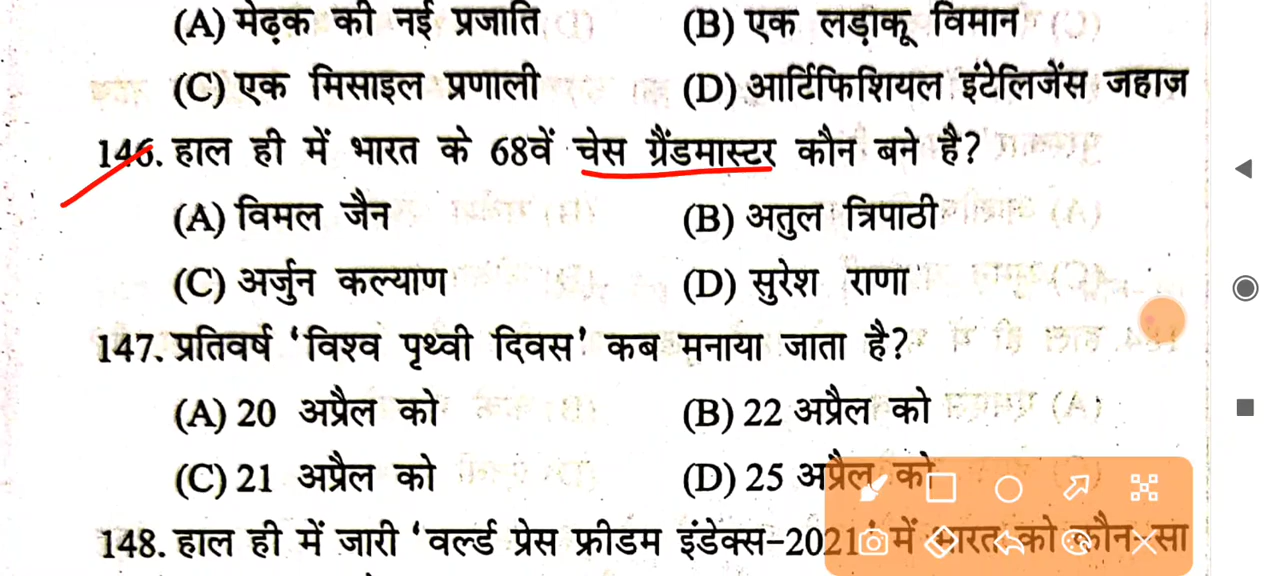 (A) मेढ़क की नई प्रजाति (B) एक लड़ाकू विमान
(C) एक मिसाइल प्रणाली (D) आर्टिफिशियल इंटेलिजेंस जहाज
146. हाल ही में भारत के 68वें चेस ग्रैंडमास्टर कौन बने है?
(A) विमल जैन (B) अतुल त्रिपाठी
(C) अर्जुन कल्याण (D) सुरेश राणा
147. प्रतिवर्ष 'विश्व पृथ्वी दिवस' कब मनाया जाता है?
(A) 20 अप्रैल को (B) 22 अप्रैल को
(C) 21 अप्रैल को (D) 25 अप्रैल को
148. हाल ही में जारी 'वर्ल्ड प्रेस फ्रीडम इंडेक्स-2021' में भारत को कौन-सा